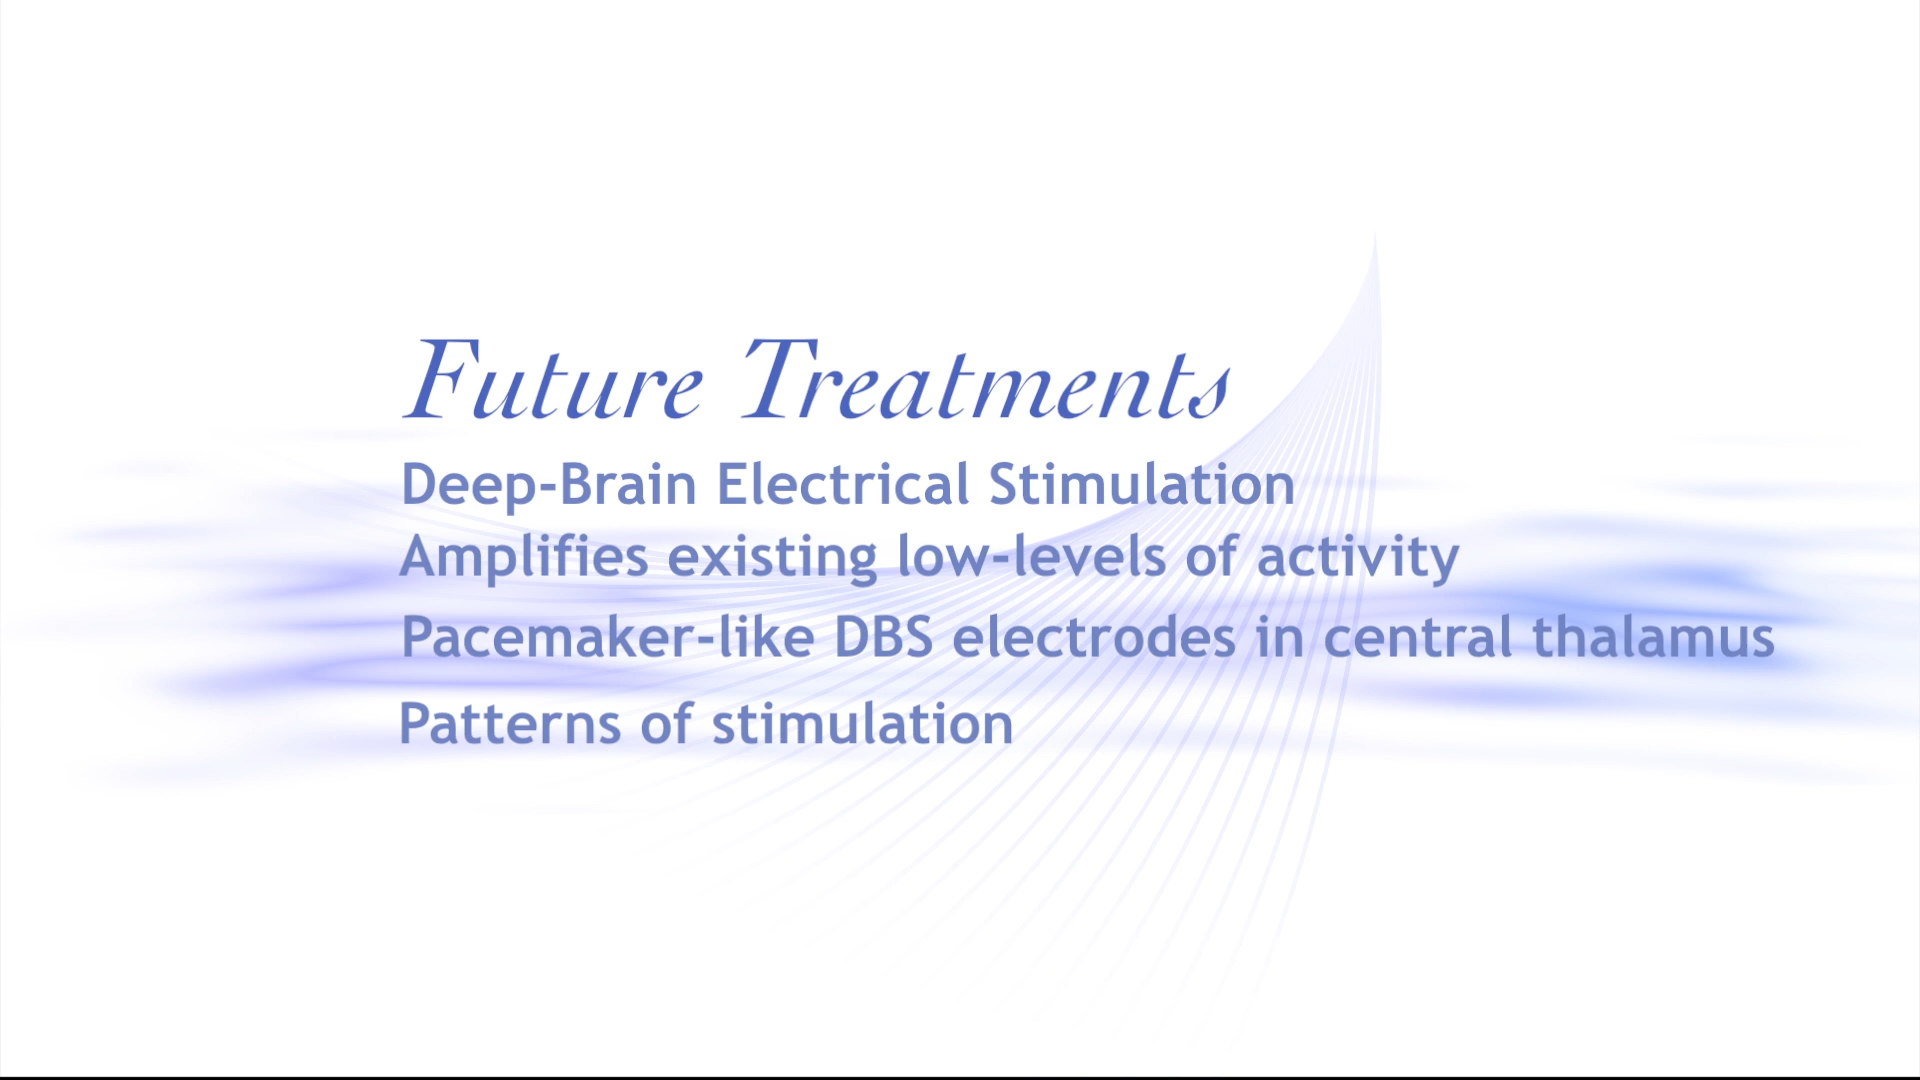 Future Treatments
Deep-Brain Electrical Stimulation
Amplifies existing low-levels of activity
Pacemaker-like DBS electrodes in central thalamus
Patterns of stimulation